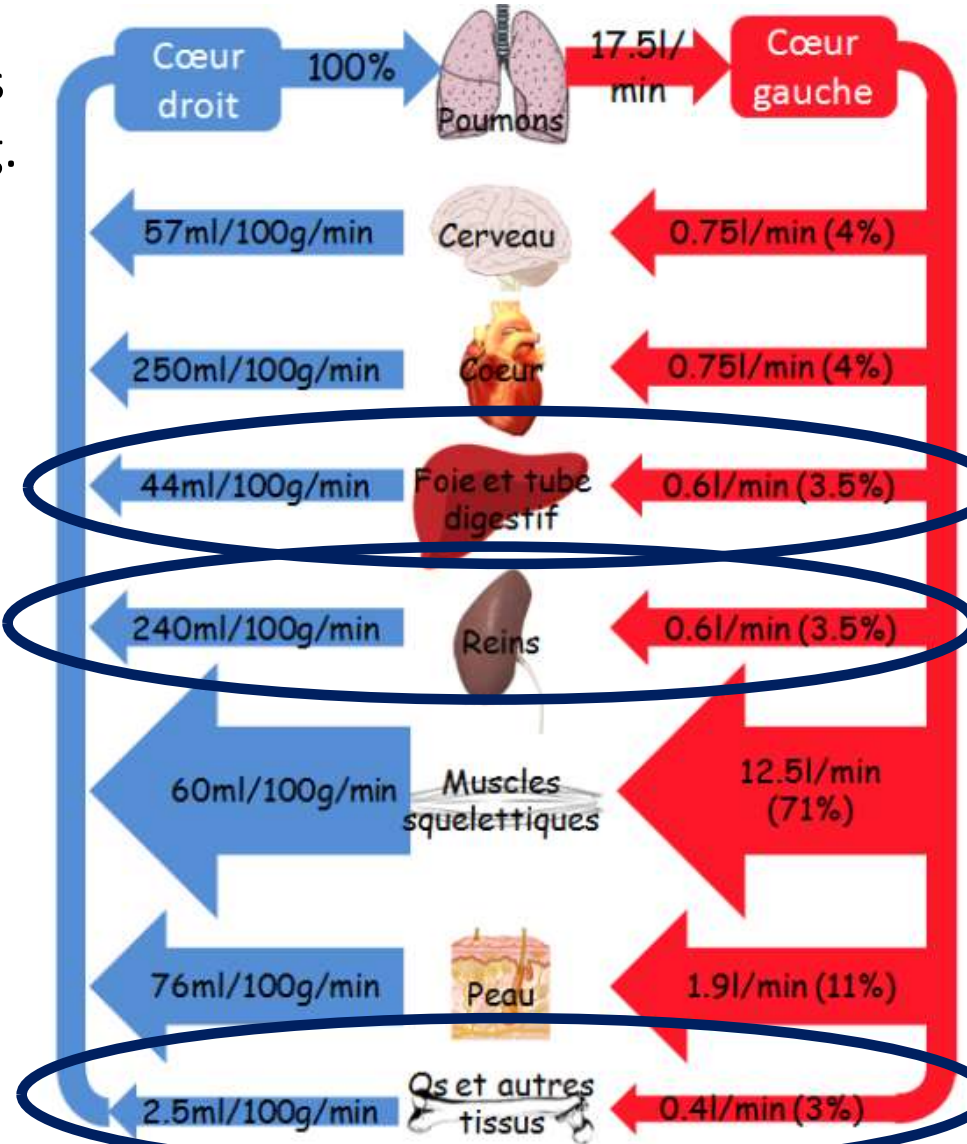 s
g.
Cœur
droit
100%
Poumons
17.5l/
min
Cœur
gauche
57ml/100g/min
Cerveau
0.75l/min (4%)
250ml/100g/min
Coeur
0.75l/min (4%)
44ml/100g/min
Foie et tube
digestif
0.6l/min (3.5%)
240ml/100g/min
Reins
0.6l/min (3.5%)
60ml/100g/min
Muscles
squelettiques
12.5l/min
(71%)
76ml/100g/min
Peau
1.9l/min (11%)
2.5ml/100g/min
Os et autres
tissus
0.4l/min (3%)